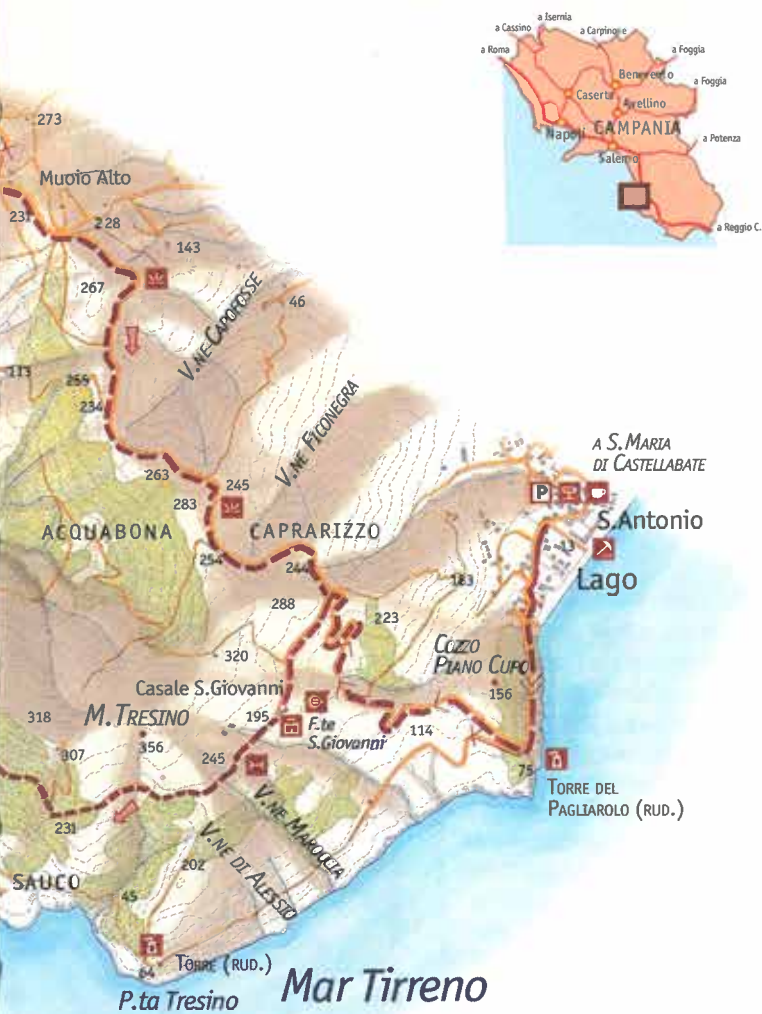 a Isernia
a Cassino
a Carpinone
a Roma
a Foggia
Benevento
a Foggia
Caserta
Avellino
Napoli
CAMPANIA
a Potenza
Salerno
a Reggio C.
273
Muoio Alto
231
228
143
267
V.NE CAPOFOSSE
46
113
255
234
V.NE FICONEGRA
263
245
283
A S.MARIA
DI CASTELLABATE
P
S.Antonio
ACQUABONA
CAPRARIZZO
13
254
244
Lago
183
288
223
320
COZZO
PIANO CUPO
Casale S.Giovanni
156
318
M.TRESINO
195
F.te
S.Giovanni
114
307
356
245
75
TORRE DEL
PAGLIAROLO (RUD.)
V.NE MAROCCIA
231
V.NE DI ALESSIO
202
SAUCO
45
TORRE (RUD.)
64
P.ta Tresino
Mar Tirreno